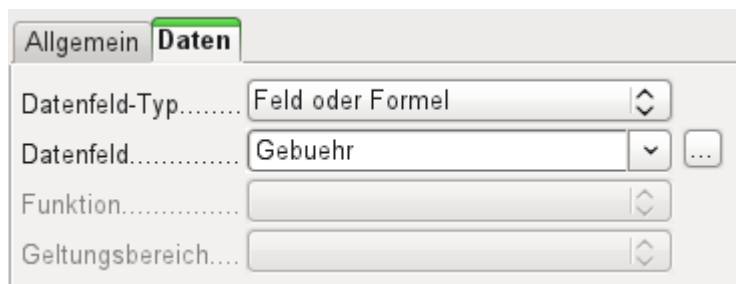 Allgemein Daten
Datenfeld-Typ........ Feld oder Formel
Datenfeld.............. Gebuehr ...
Funktion...............
Geltungsbereich....